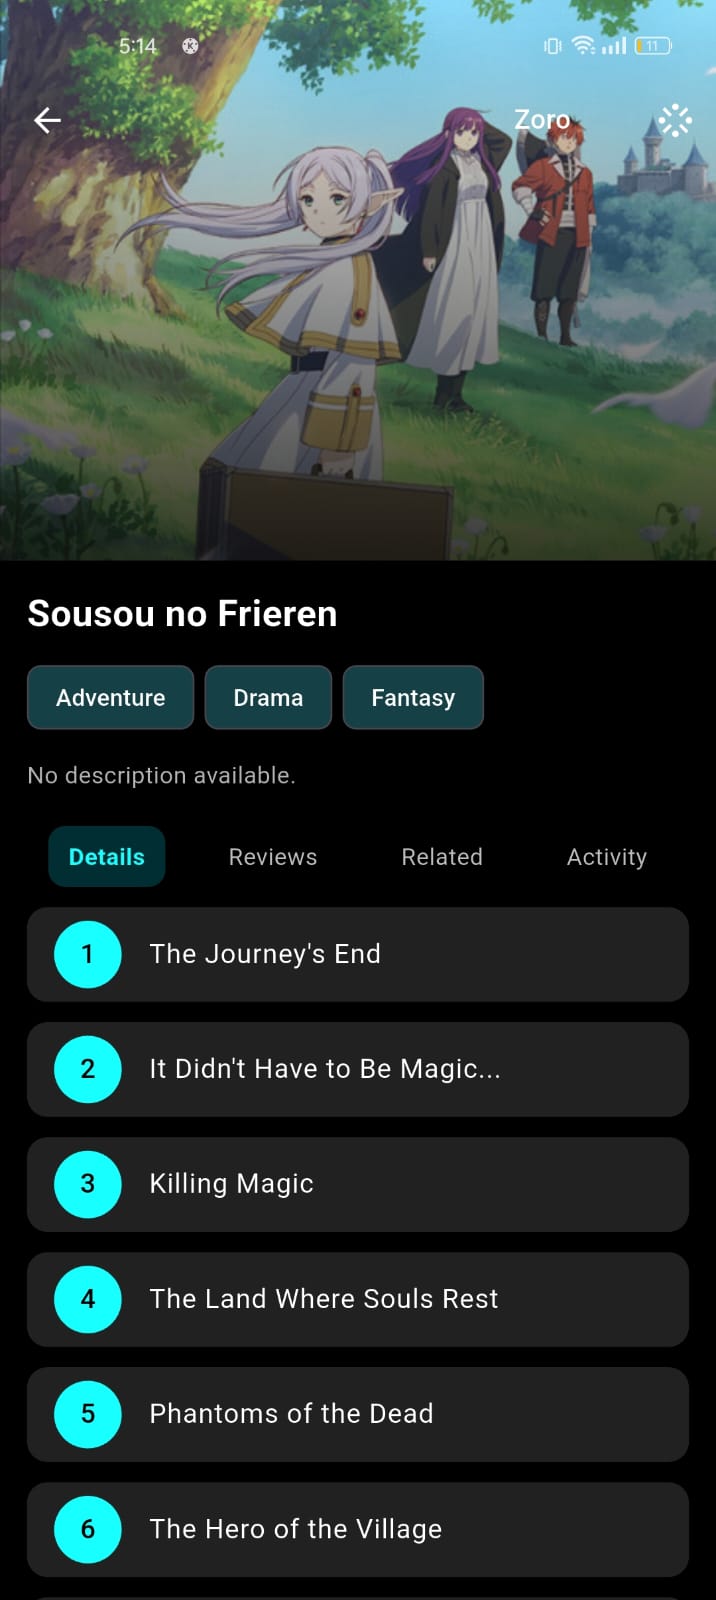 5:14
11
Zoro
Sousou no Frieren
Adventure Drama Fantasy
No description available.
Details Reviews Related Activity
1 The Journey's End
2 It Didn't Have to Be Magic...
3 Killing Magic
4 The Land Where Souls Rest
5 Phantoms of the Dead
6 The Hero of the Village